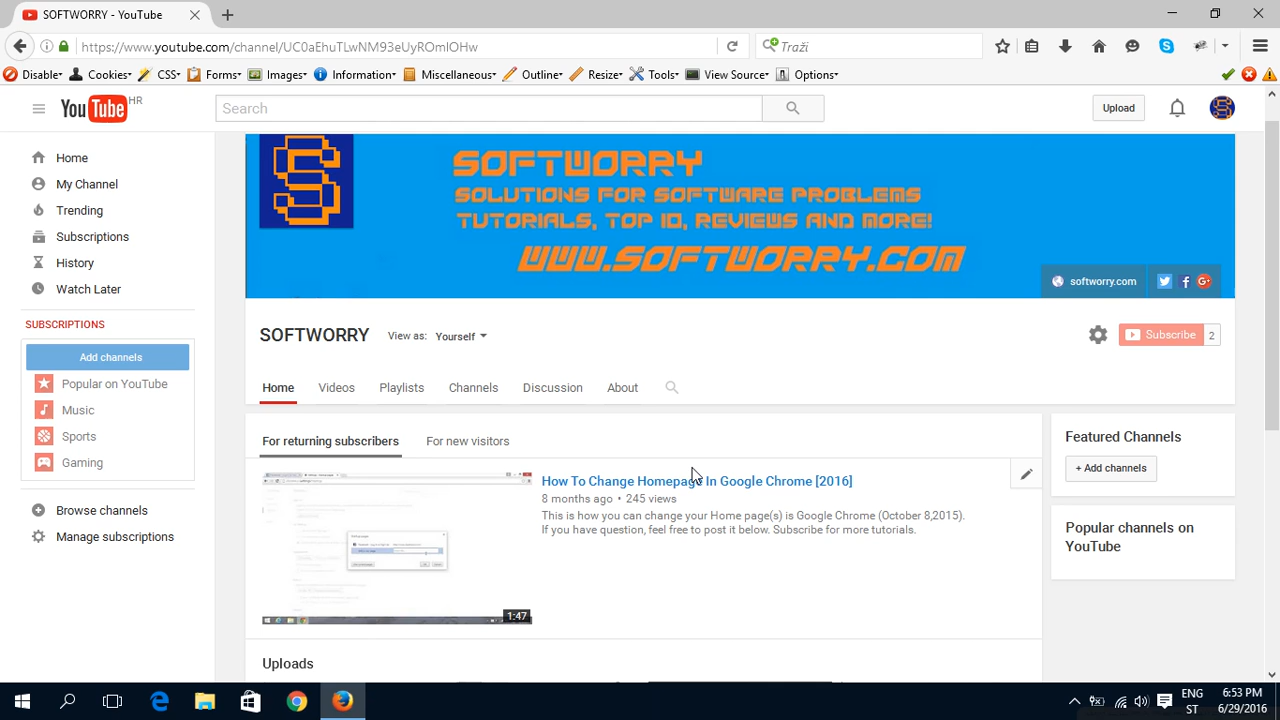 SOFTWORRY - YouTube
https://www.youtube.com/channel/UC0aEhuTLwNM93eUyROmIOHw
Traži
Disable Cookies CSS Forms Images Information Miscellaneous Outline Resize Tools View Source Options
YouTube HR
Search
Upload
Home
My Channel
Trending
Subscriptions
History
Watch Later
SUBSCRIPTIONS
Add channels
Popular on YouTube
Music
Sports
Gaming
Browse channels
Manage subscriptions
S
SOFTWORRY
SOLUTIONS FOR SOFTWARE PROBLEMS
TUTORIALS, TOP 10, REVIEWS AND MORE!
WWW.SOFTWORRY.COM
softworry.com
SOFTWORRY View as: Yourself
Subscribe 2
Home Videos Playlists Channels Discussion About
For returning subscribers For new visitors
How To Change Homepage In Google Chrome [2016]
8 months ago • 245 views
This is how you can change your Home page(s) is Google Chrome (October 8,2015).
If you have question, feel free to post it below. Subscribe for more tutorials.
1:47
Uploads
Featured Channels
+ Add channels
Popular channels on
YouTube
ENG
ST
6:53 PM
6/29/2016